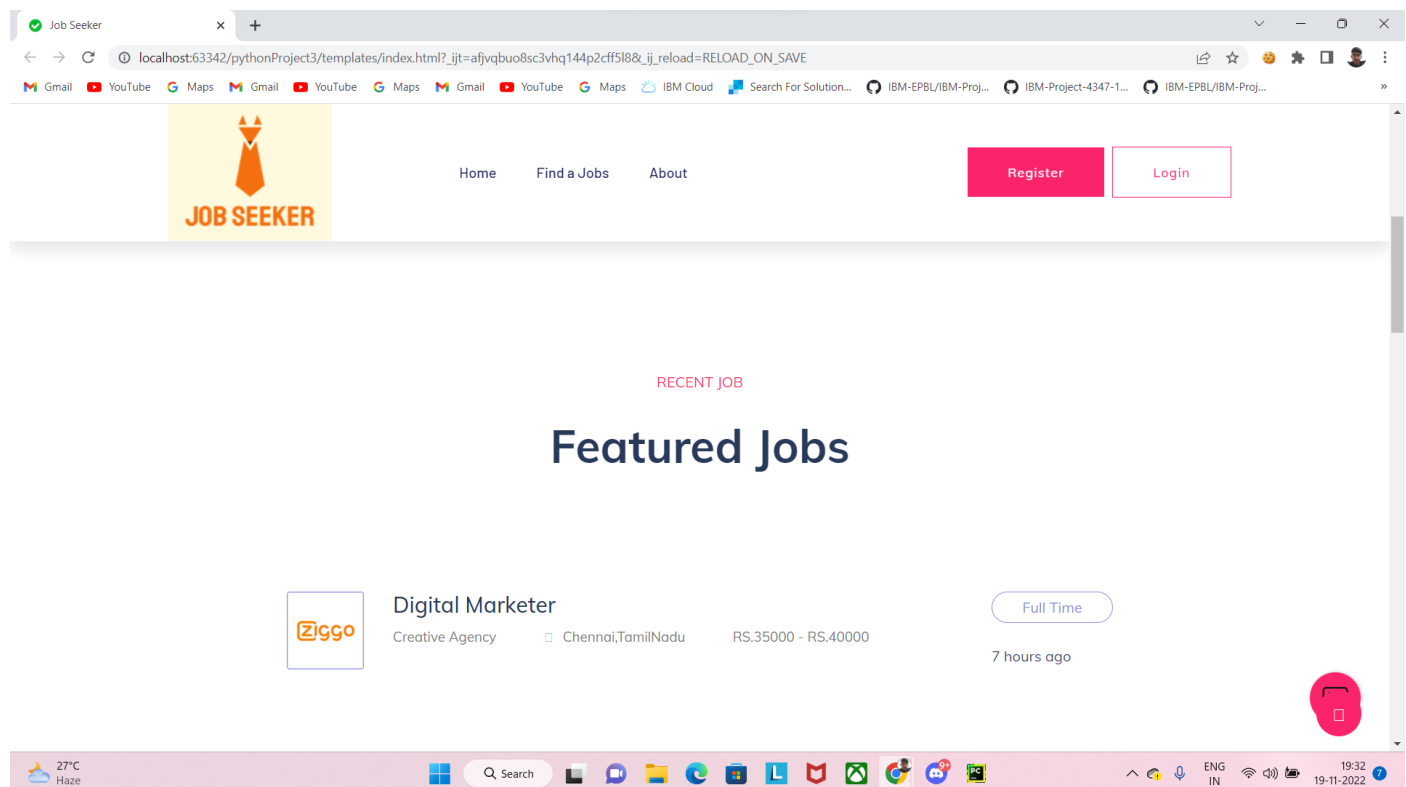 Job Seeker
localhost:63342/pythonProject3/templates/index.html?_ijt=afjvqbuo8sc3vhq144p2cff5l8&_ij_reload=RELOAD_ON_SAVE
Gmail YouTube Maps Gmail YouTube Maps Gmail YouTube Maps IBM Cloud Search For Solution... IBM-EPBL/IBM-Proj... IBM-Project-4347-1... IBM-EPBL/IBM-Proj... »
JOB SEEKER
Home Find a Jobs About Register Login
RECENT JOB
Featured Jobs
Ziggo
Digital Marketer Full Time
Creative Agency Chennai,TamilNadu RS.35000 - RS.40000
7 hours ago
27°C
Haze
Search
L
9+
PC
ENG
IN
19:32
19-11-2022
7